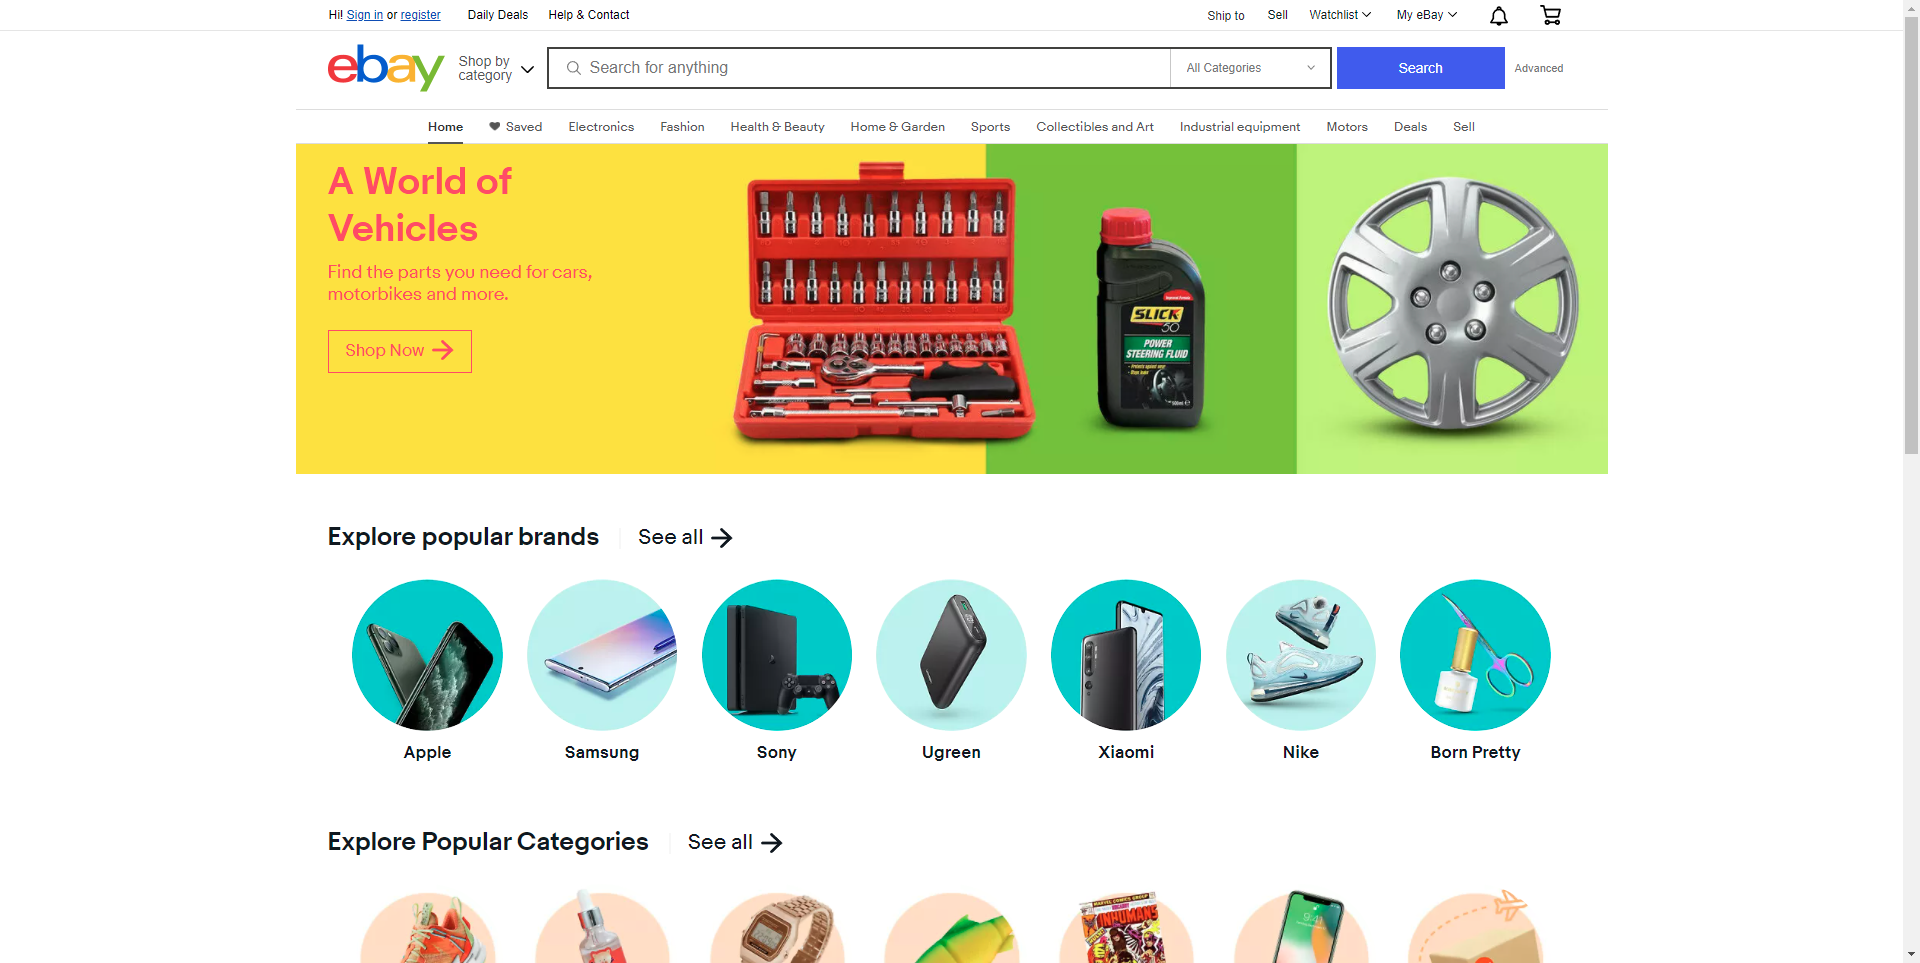 Hi! Sign in or register Daily Deals Help & Contact Ship to Sell Watchlist My eBay
ebay
Shop by
category
Search for anything
All Categories
Search
Advanced
Home Saved Electronics Fashion Health & Beauty Home & Garden Sports Collectibles and Art Industrial equipment Motors Deals Sell
A World of
Vehicles
Find the parts you need for cars,
motorbikes and more.
Shop Now
SLICK
50
POWER
STEERING FLUID
Explore popular brands See all
Apple Samsung Sony Ugreen Xiaomi Nike Born Pretty
Explore Popular Categories See all
MARVEL COMICS GROUP
INHUMANS